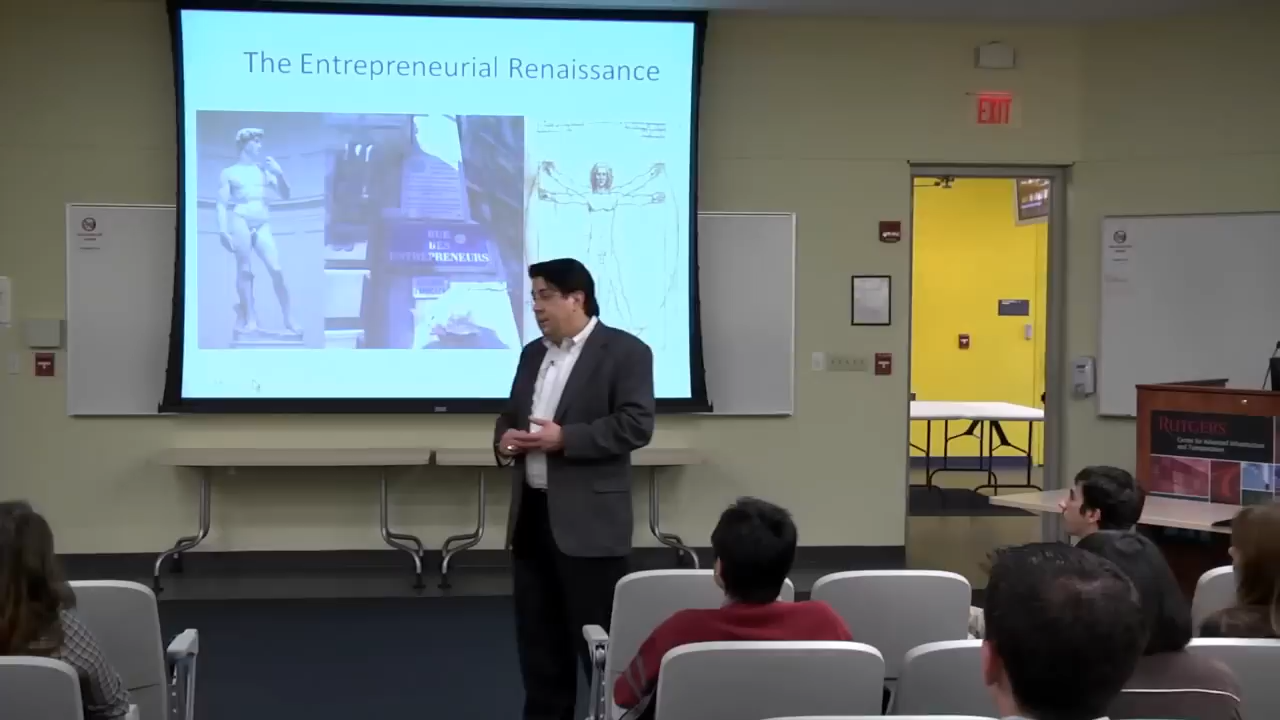 The Entrepreneurial Renaissance
EXIT
RUE
DES
ENTREPRENEURS
RUTGERS
Center for Advanced Infrastructure
and Transportation